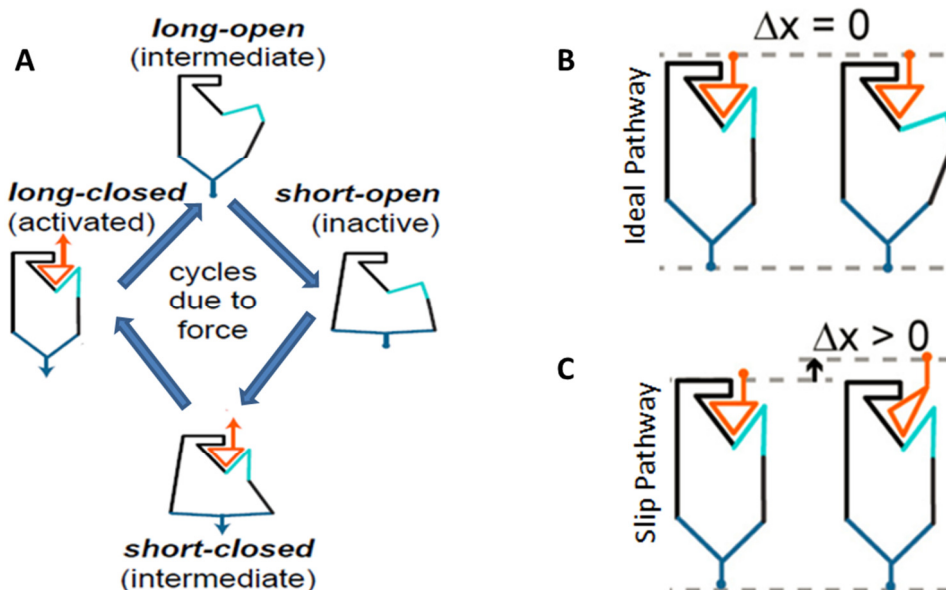 A
long-open
(intermediate)
long-closed
(activated)
short-open
(inactive)
cycles
due to
force
short-closed
(intermediate)
B
Ideal Pathway
Δx = 0
C
Slip Pathway
Δx > 0